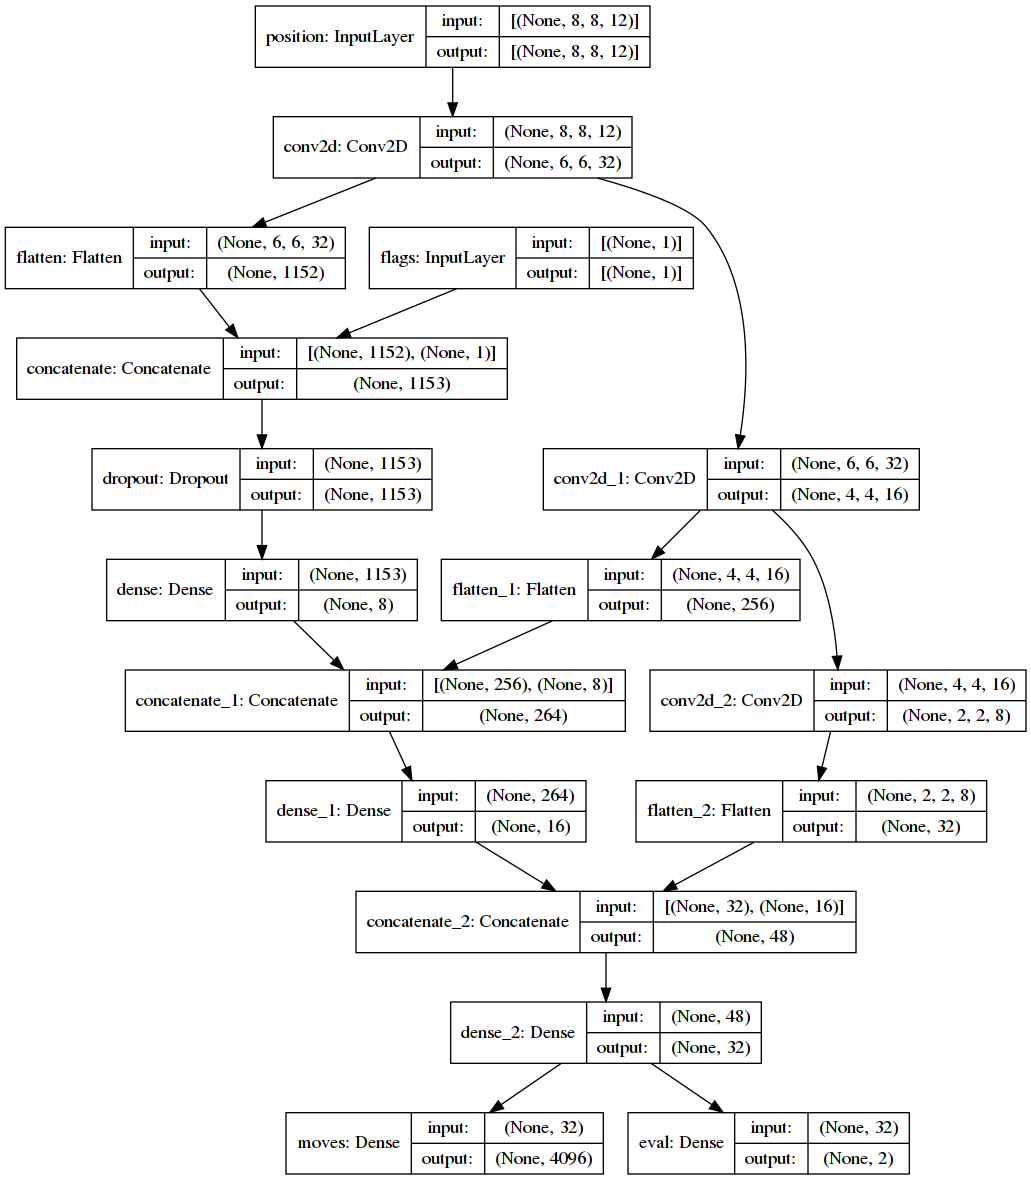 position: InputLayer
input: [(None, 8, 8, 12)]
output: [(None, 8, 8, 12)]
conv2d: Conv2D
input: (None, 8, 8, 12)
output: (None, 6, 6, 32)
flatten: Flatten
input: (None, 6, 6, 32)
output: (None, 1152)
flags: InputLayer
input: [(None, 1)]
output: [(None, 1)]
concatenate: Concatenate
input: [(None, 1152), (None, 1)]
output: (None, 1153)
dropout: Dropout
input: (None, 1153)
output: (None, 1153)
conv2d_1: Conv2D
input: (None, 6, 6, 32)
output: (None, 4, 4, 16)
dense: Dense
input: (None, 1153)
output: (None, 8)
flatten_1: Flatten
input: (None, 4, 4, 16)
output: (None, 256)
concatenate_1: Concatenate
input: [(None, 256), (None, 8)]
output: (None, 264)
conv2d_2: Conv2D
input: (None, 4, 4, 16)
output: (None, 2, 2, 8)
dense_1: Dense
input: (None, 264)
output: (None, 16)
flatten_2: Flatten
input: (None, 2, 2, 8)
output: (None, 32)
concatenate_2: Concatenate
input: [(None, 32), (None, 16)]
output: (None, 48)
dense_2: Dense
input: (None, 48)
output: (None, 32)
moves: Dense
input: (None, 32)
output: (None, 4096)
eval: Dense
input: (None, 32)
output: (None, 2)